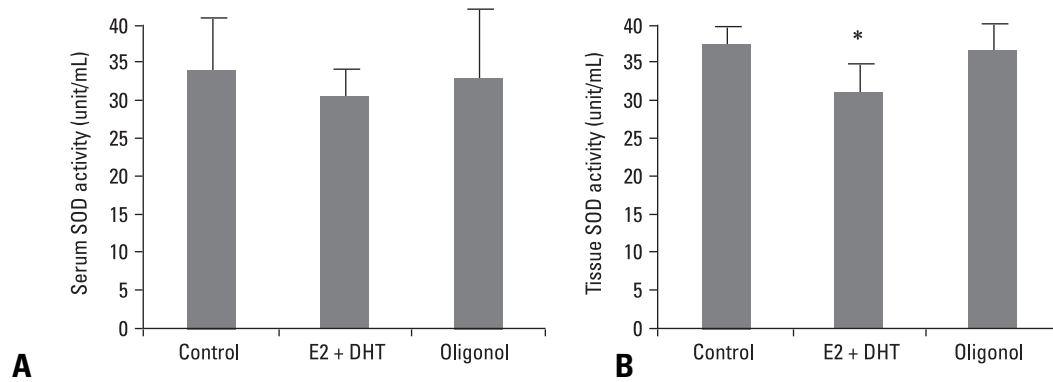 Serum SOD activity (unit/mL)
40
35
30
25
20
15
10
5
0
Control
E2 + DHT
Oligonol
A
Tissue SOD activity (unit/mL)
40
35
30
25
20
15
10
5
0
*
Control
E2 + DHT
Oligonol
B